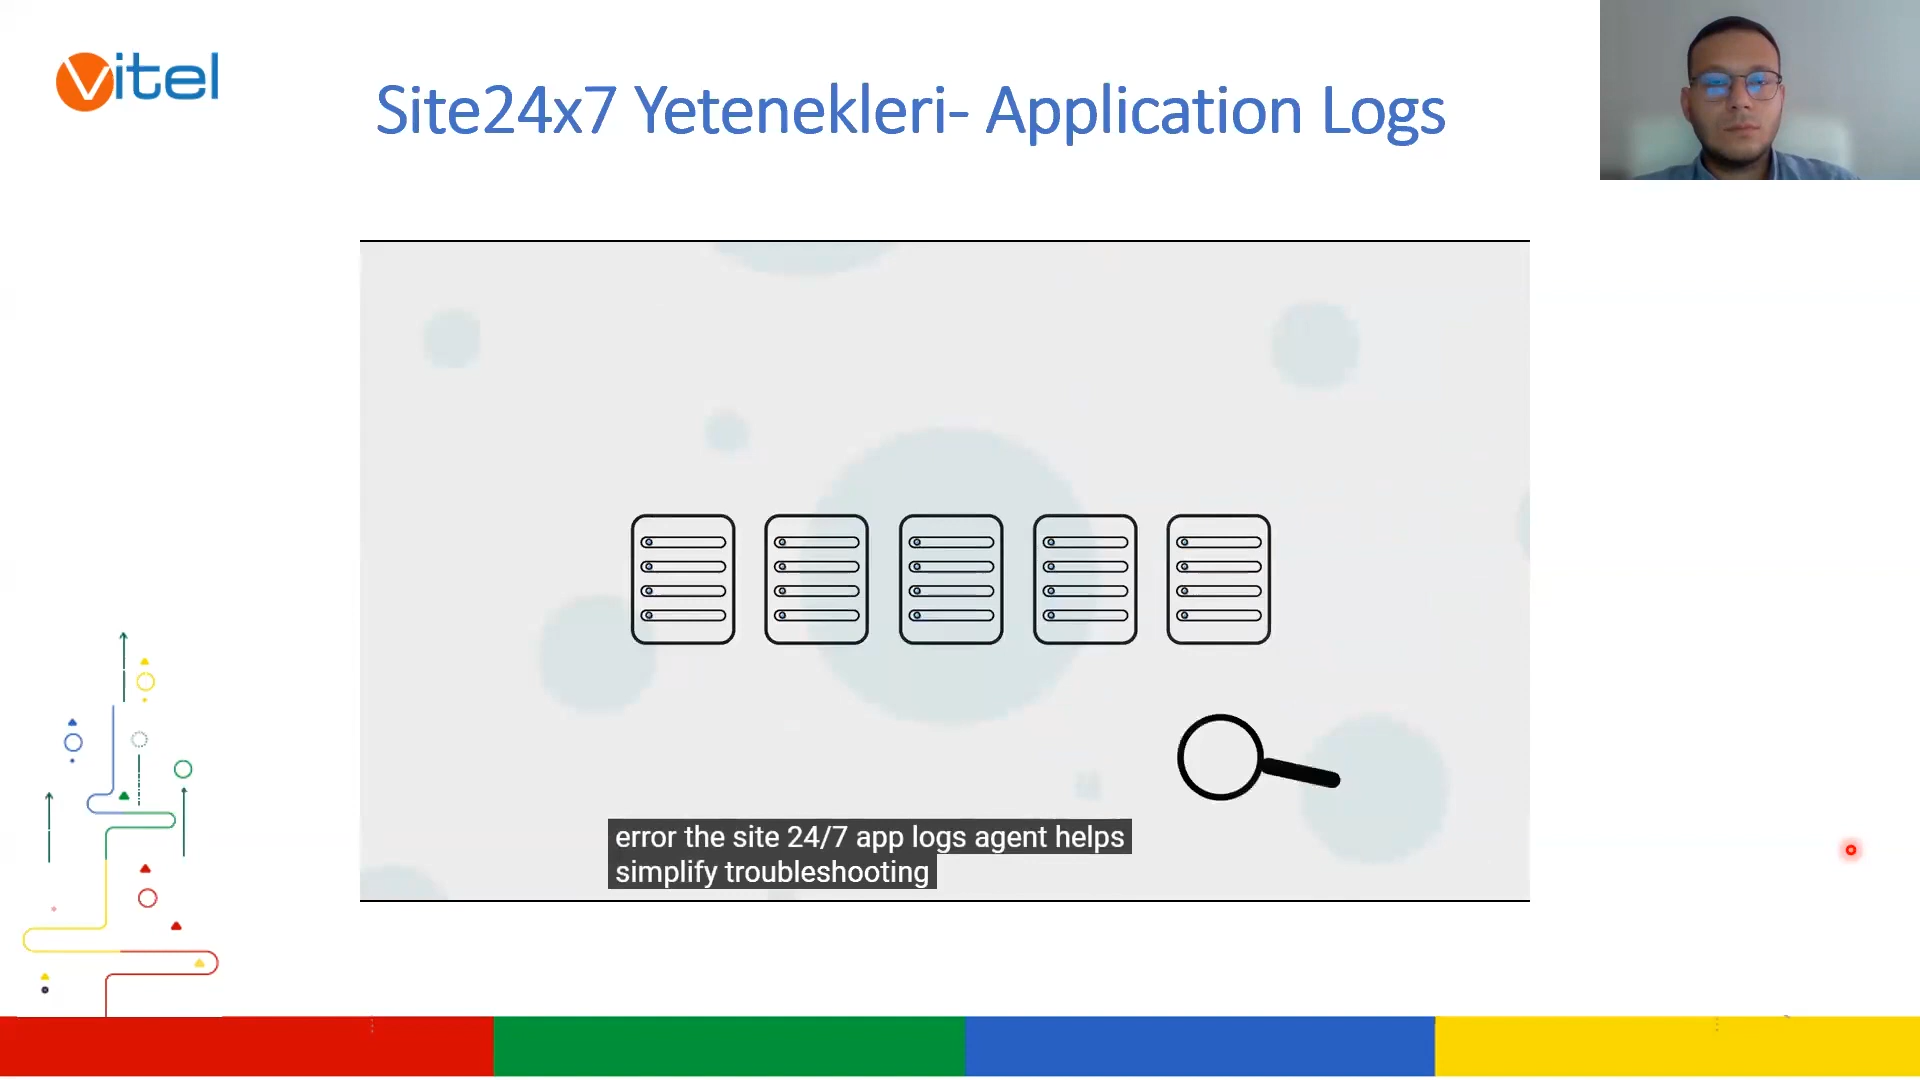 vitel
Site24x7 Yetenekleri- Application Logs
error the site 24/7 app logs agent helps
simplify troubleshooting